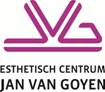 ESTHETISCH CENTRUM
JAN VAN GOYEN